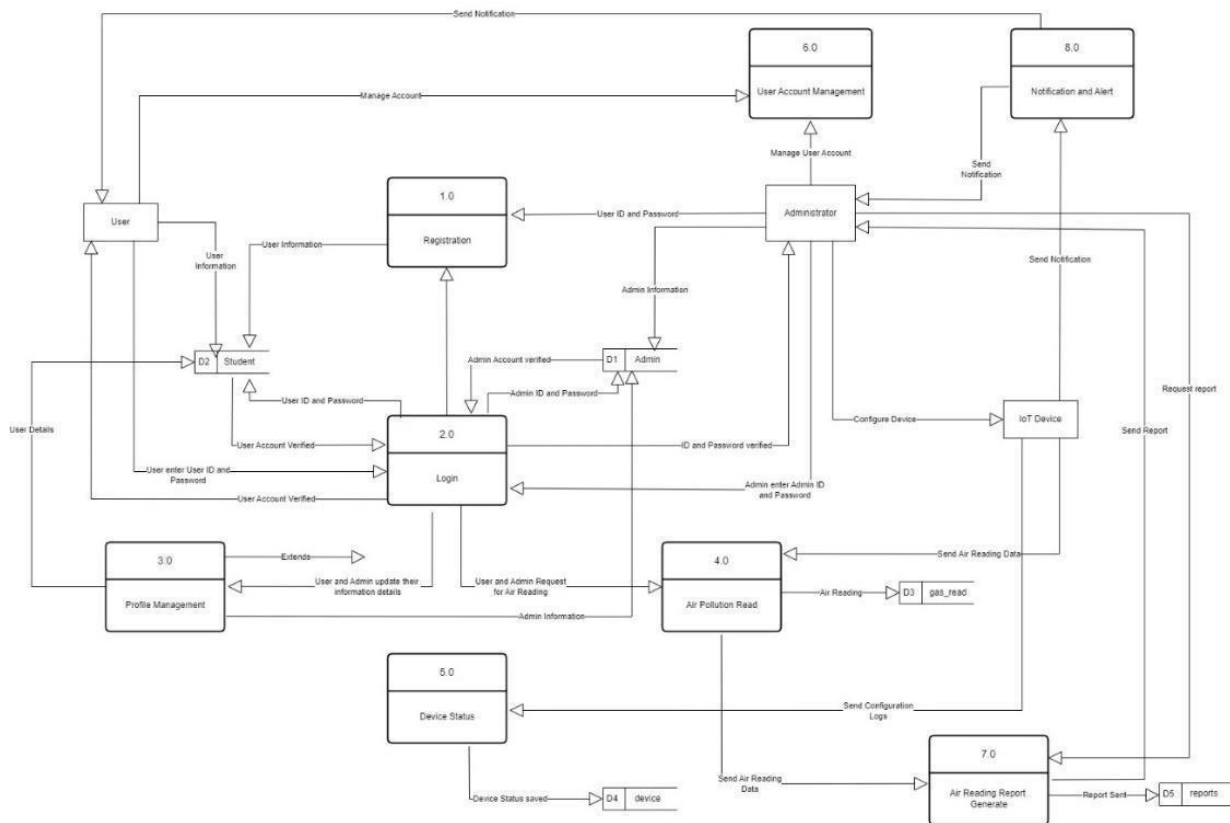 Send Notification
6.0
User Account Management
8.0
Notification and Alert
Manage Account
Manage User Account
Send
Notification
1.0
Registration
User
Administrator
User ID and Password
User Information
User
Information
Admin Information
Send Notification
D2
Student
Admin Account verified
D1
Admin
Admin ID and Password
User ID and Password
Request report
Send Report
IoT Device
Configure Device
2.0
Login
User Details
User Account Verified
ID and Password verified
User enter User ID and
Password
Admin enter Admin ID
and Password
User Account Verified
3.0
Profile Management
Extends
User and Admin update their
information details
User and Admin Request
for Air Reading
Send Air Reading Data
4.0
Air Pollution Read
Air Reading
D3
gas_read
Admin Information
5.0
Device Status
Send Configuration
Logs
7.0
Air Reading Report
Generate
Send Air Reading
Data
Device Status saved
D4
device
Report Sent
D5
reports